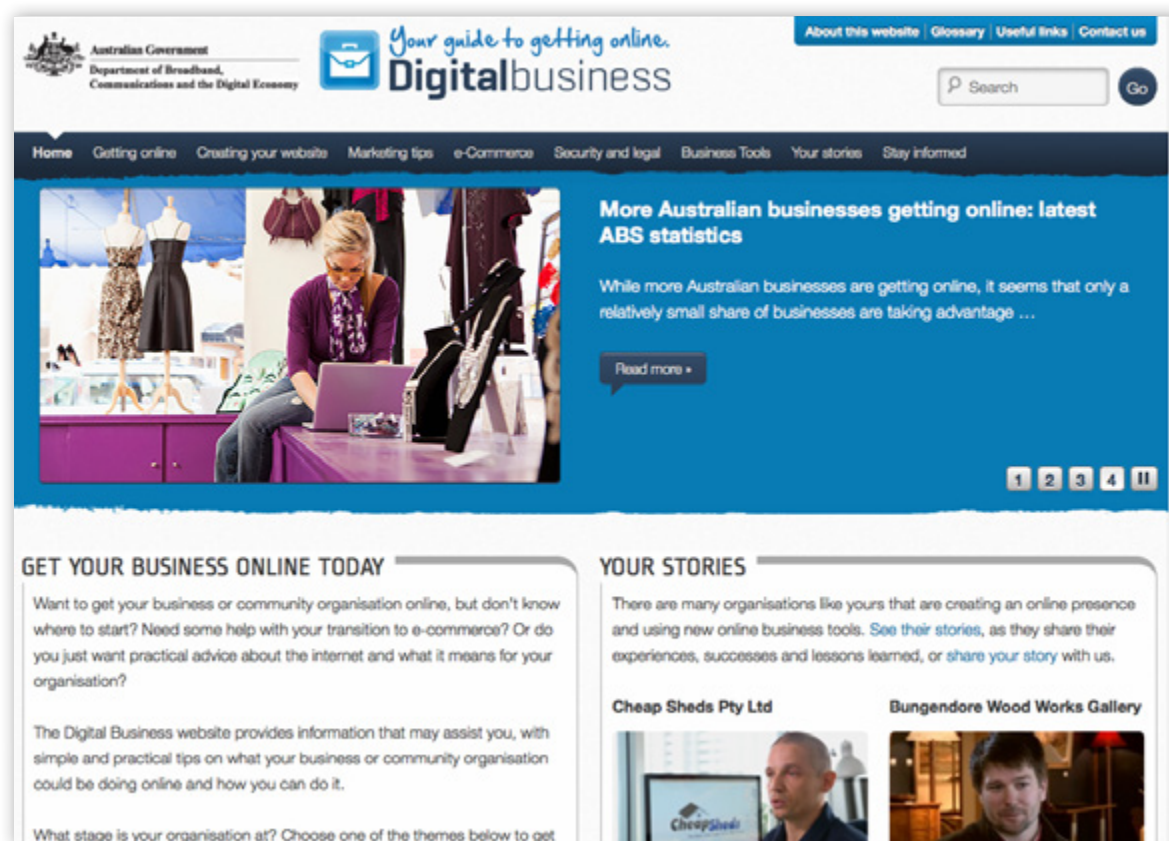 About this website | Glossary | Useful links | Contact us
Australian Government
Department of Broadband,
Communications and the Digital Economy
Your guide to getting online.
Digitalbusiness
Search
Go
Home Getting online Creating your website Marketing tips e-Commerce Security and legal Business Tools Your stories Stay informed
More Australian businesses getting online: latest
ABS statistics
While more Australian businesses are getting online, it seems that only a
relatively small share of businesses are taking advantage …
Read more »
1 2 3 4
GET YOUR BUSINESS ONLINE TODAY
Want to get your business or community organisation online, but don't know
where to start? Need some help with your transition to e-commerce? Or do
you just want practical advice about the internet and what it means for your
organisation?
The Digital Business website provides information that may assist you, with
simple and practical tips on what your business or community organisation
could be doing online and how you can do it.
What stage is your organisation at? Choose one of the themes below to get
YOUR STORIES
There are many organisations like yours that are creating an online presence
and using new online business tools. See their stories, as they share their
experiences, successes and lessons learned, or share your story with us.
Cheap Sheds Pty Ltd
CheapSheds
Bungendore Wood Works Gallery